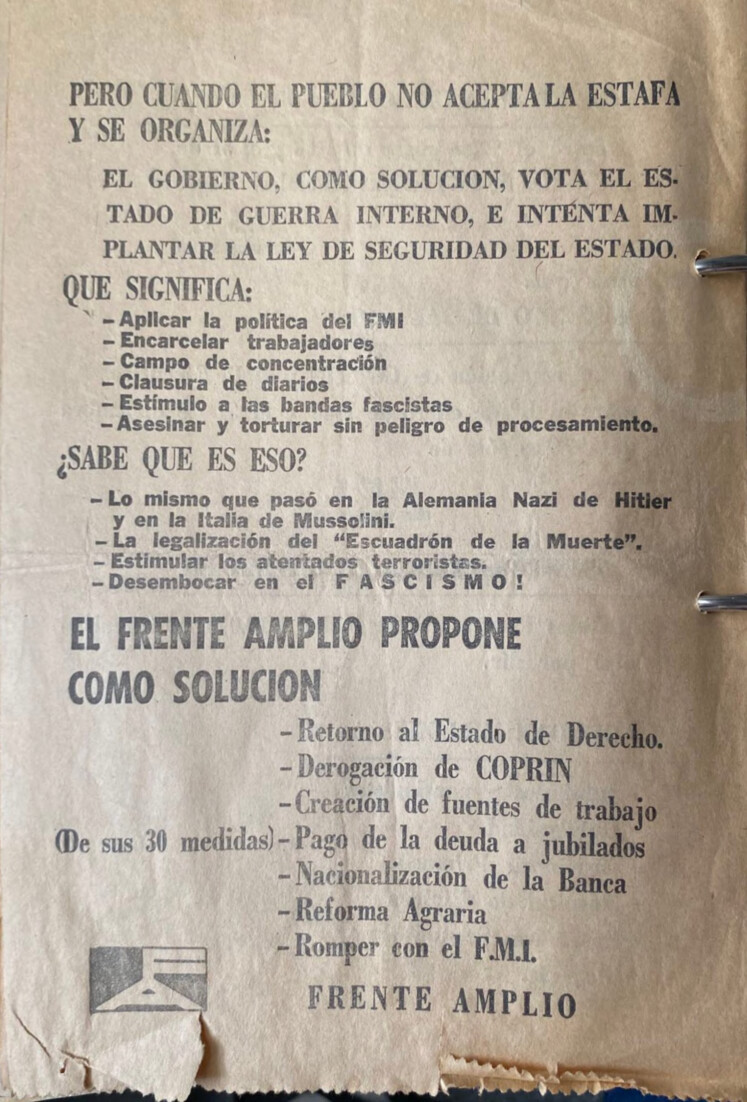 PERO CUANDO EL PUEBLO NO ACEPTA LA ESTAFA
Y SE ORGANIZA:
EL GOBIERNO, COMO SOLUCION, VOTA EL ES-
TADO DE GUERRA INTERNO, E INTENTA IM-
PLANTAR LA LEY DE SEGURIDAD DEL ESTADO.
QUE SIGNIFICA:
– Aplicar la política del FMI
– Encarcelar trabajadores
– Campo de concentración
– Clausura de diarios
– Estímulo a las bandas fascistas
– Asesinar y torturar sin peligro de procesamiento.
¿SABE QUE ES ESO?
– Lo mismo que pasó en la Alemania Nazi de Hitler
y en la Italia de Mussolini.
– La legalización del “Escuadrón de la Muerte”.
– Estimular los atentados terroristas.
– Desembocar en el FASCISMO!
EL FRENTE AMPLIO PROPONE
COMO SOLUCION
– Retorno al Estado de Derecho.
– Derogación de COPRIN
– Creación de fuentes de trabajo
(De sus 30 medidas) – Pago de la deuda a jubilados
– Nacionalización de la Banca
– Reforma Agraria
– Romper con el F.M.I.
FRENTE AMPLIO